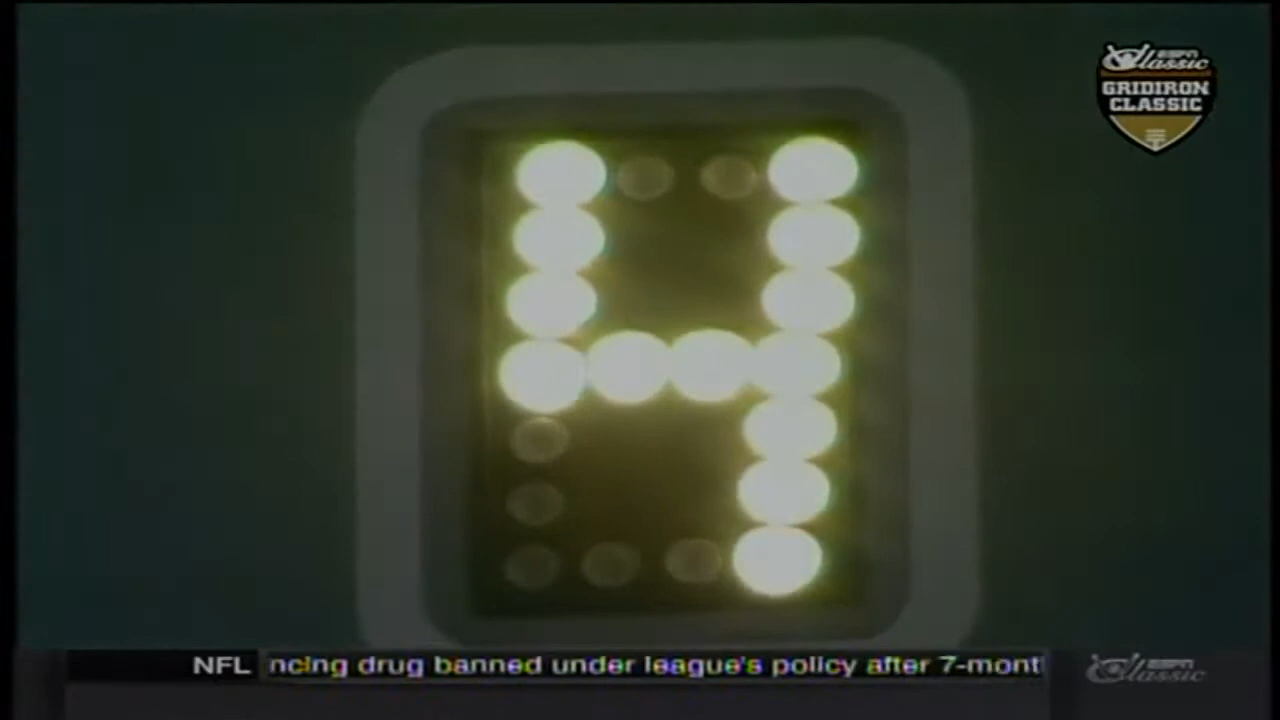 ESPN
Classic
GRIDIRON
CLASSIC
4
NFL ncing drug banned under league's policy after 7-mont
ESPN
Classic